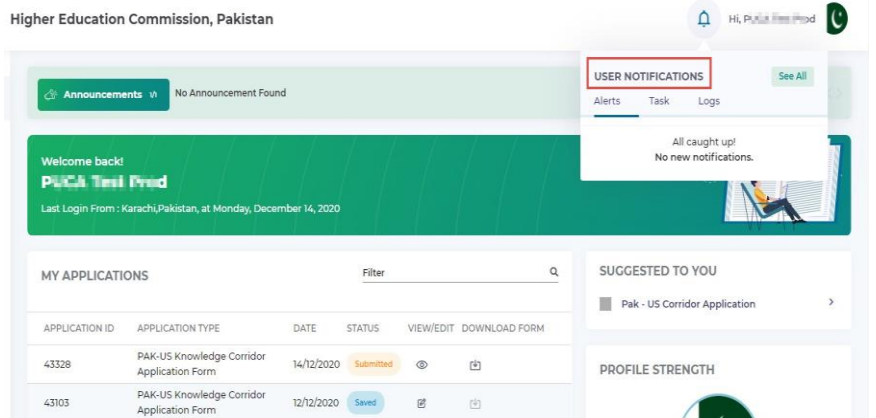 Higher Education Commission, Pakistan
Hi,
Announcements
No Announcement Found
USER NOTIFICATIONS
See All
Alerts Task Logs
All caught up!
No new notifications.
Welcome back!
Last Login From : Karachi,Pakistan, at Monday, December 14, 2020
MY APPLICATIONS
Filter
APPLICATION ID APPLICATION TYPE DATE STATUS VIEW/EDIT DOWNLOAD FORM
43328 PAK-US Knowledge Corridor 14/12/2020 Submitted
Application Form
43103 PAK-US Knowledge Corridor 12/12/2020 Saved
Application Form
SUGGESTED TO YOU
Pak - US Corridor Application
PROFILE STRENGTH